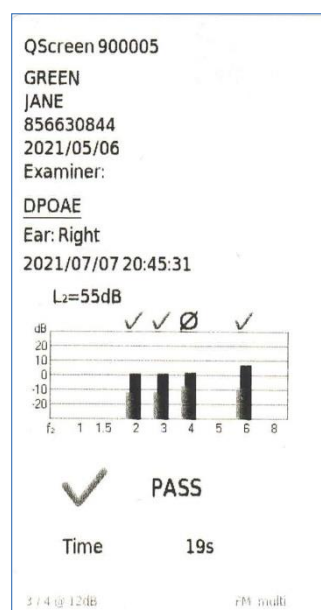 QScreen 900005
GREEN
JANE
856630844
2021/05/06
Examiner:
DPOAE
Ear: Right
2021/07/07 20:45:31
L₂=55dB
✓ ✓ Ø ✓
dB
20
10
0
-10
-20
f₂ 1 1.5 2 3 4 5 6 8
✓ PASS
Time 19s
3 / 4 @ 12dB FM multi